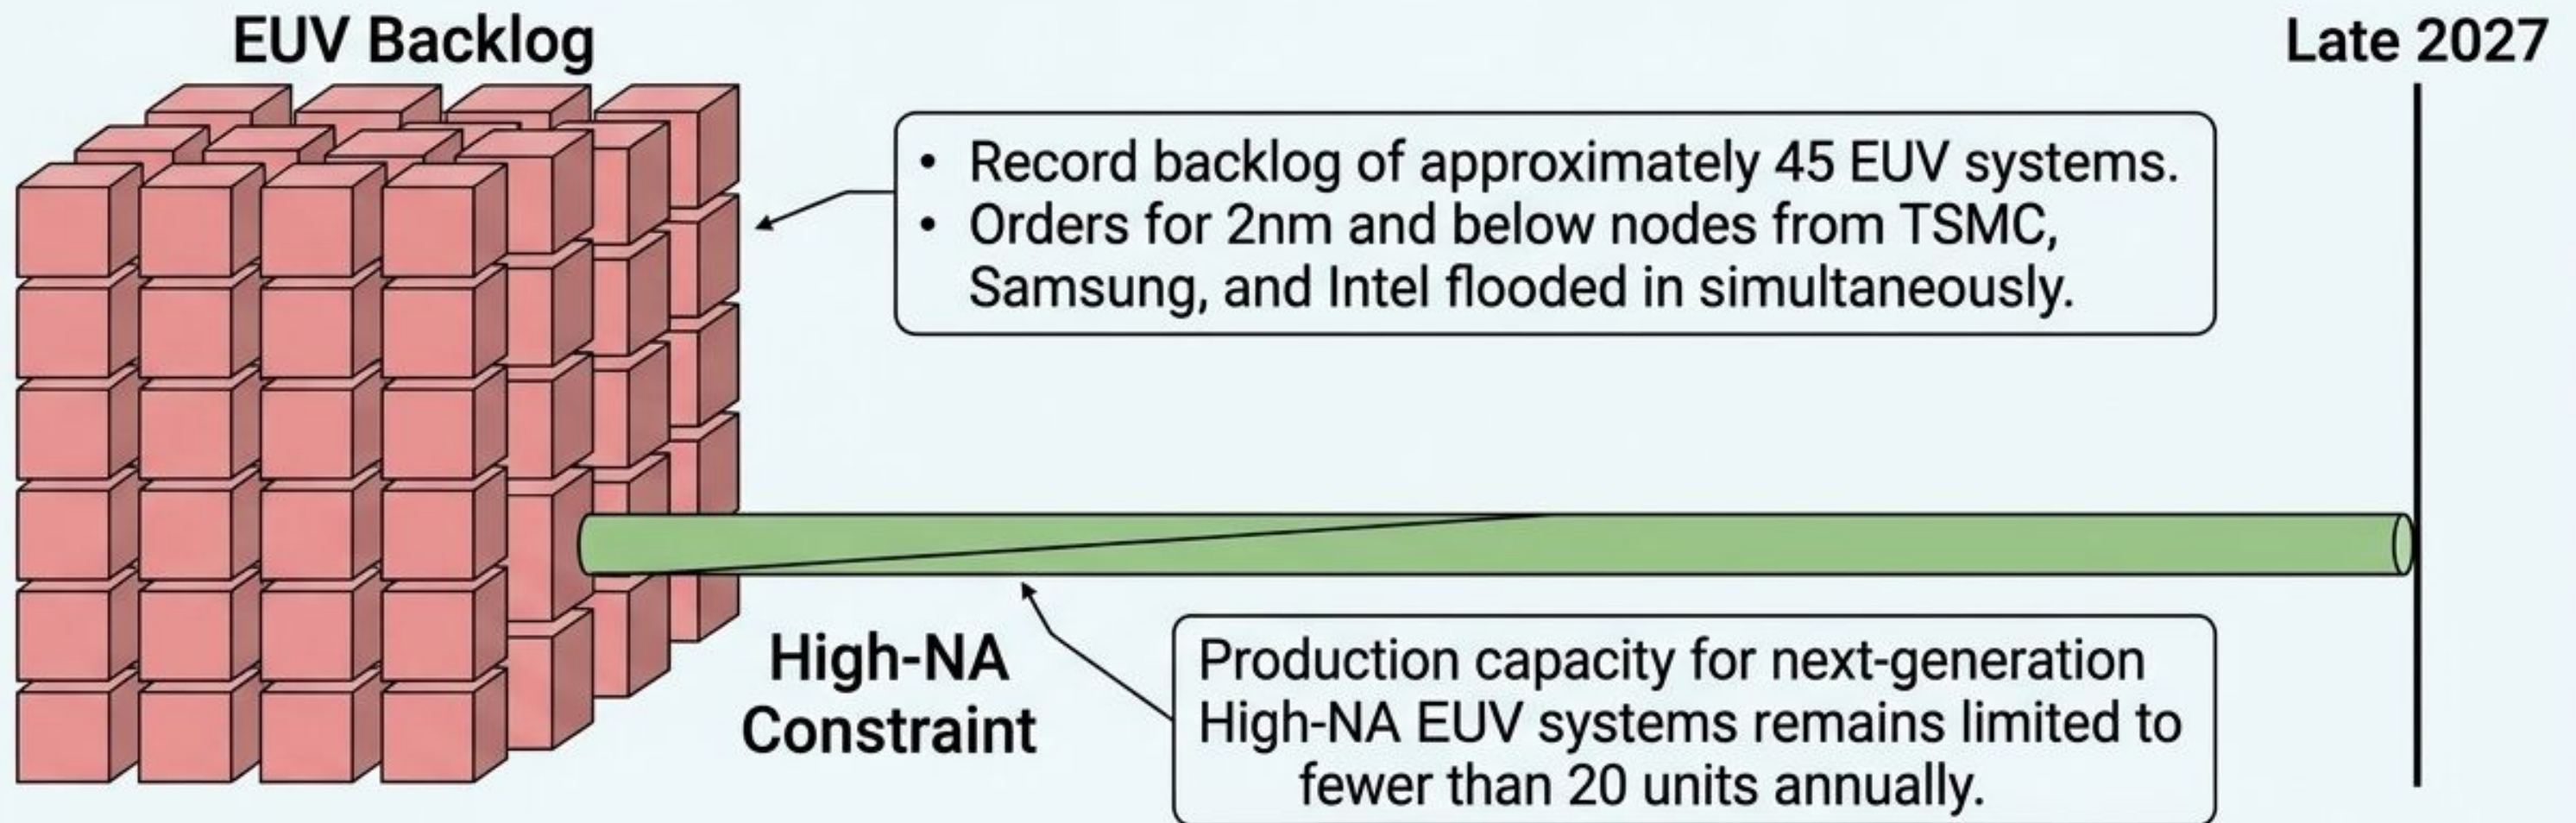 EUV Backlog
Late 2027
• Record backlog of approximately 45 EUV systems.
• Orders for 2nm and below nodes from TSMC,
Samsung, and Intel flooded in simultaneously.
High-NA
Constraint
Production capacity for next-generation
High-NA EUV systems remains limited to
fewer than 20 units annually.